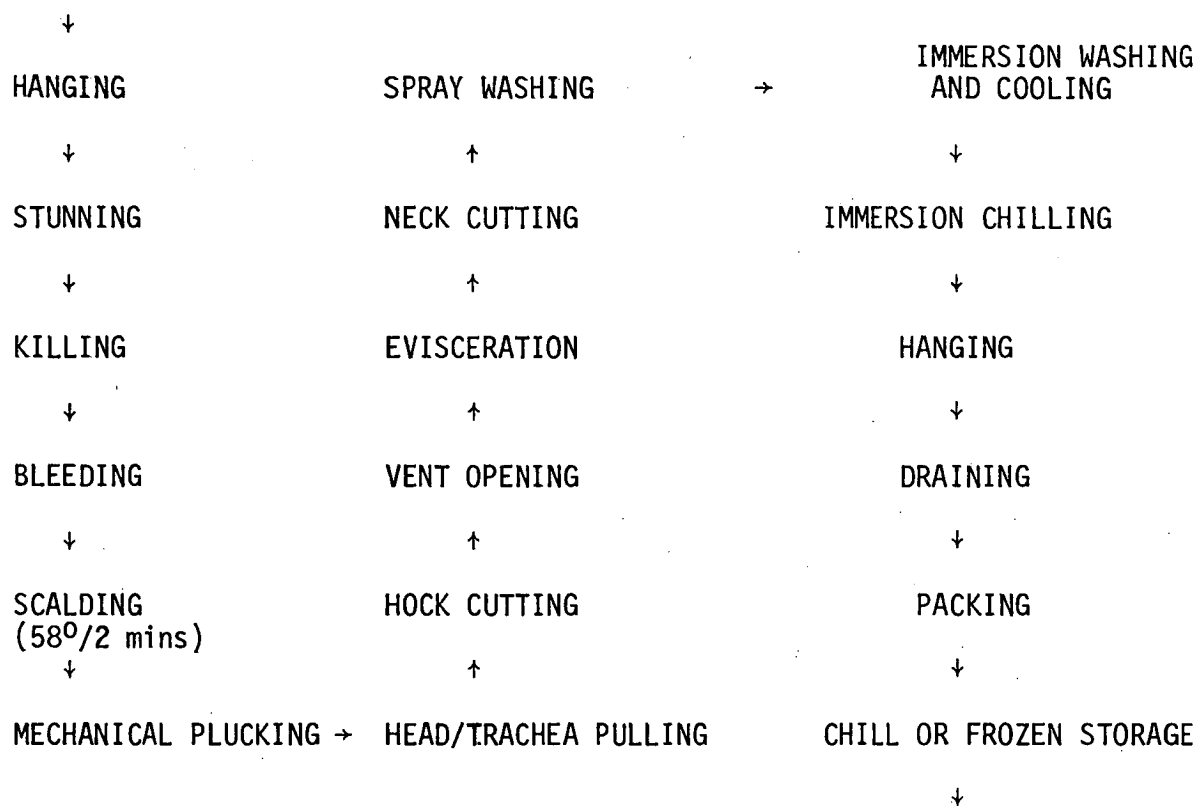 ↓
IMMERSION WASHING
HANGING SPRAY WASHING → AND COOLING
↓ ↑ ↓
STUNNING NECK CUTTING IMMERSION CHILLING
↓ ↑ ↓
KILLING EVISCERATION HANGING
↓ ↑ ↓
BLEEDING VENT OPENING DRAINING
↓ ↑ ↓
SCALDING HOCK CUTTING PACKING
(58º/2 mins)
↓ ↑ ↓
MECHANICAL PLUCKING → HEAD/TRACHEA PULLING CHILL OR FROZEN STORAGE
↓